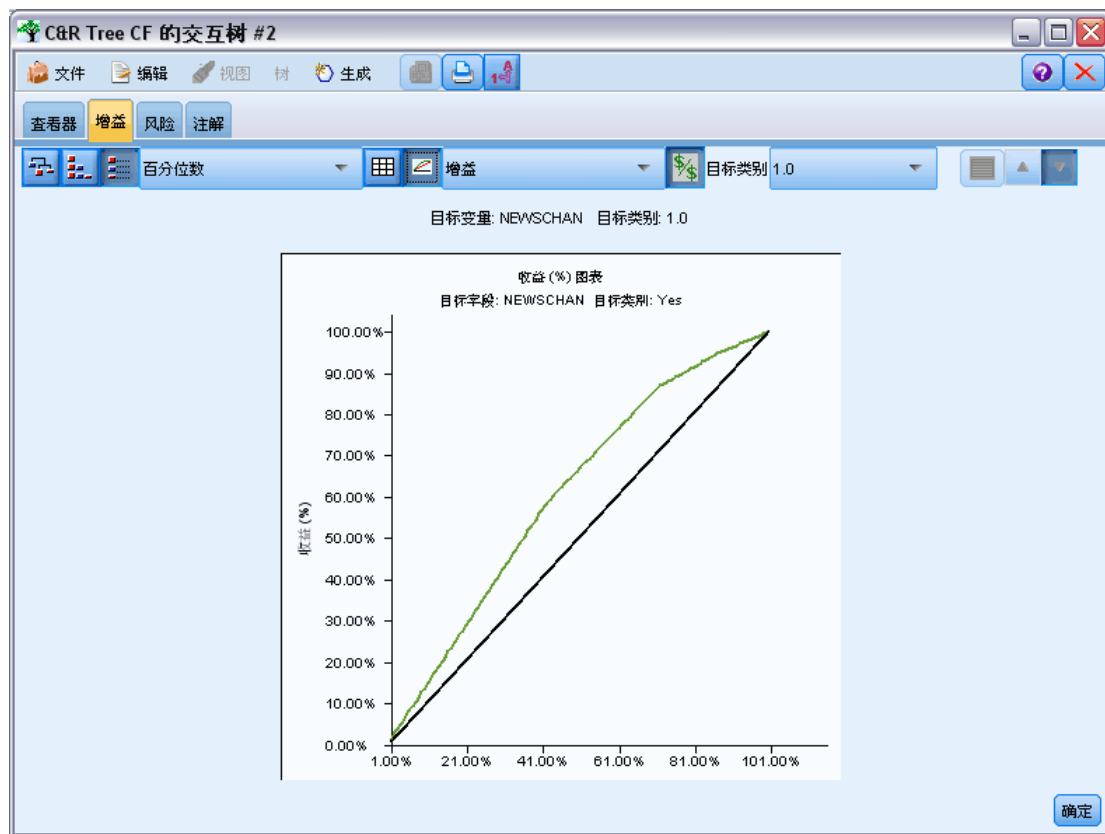 C&R Tree CF 的交互树 #2
文件 编辑 视图 树 生成
查看器 增益 风险 注解
百分位数 增益 $/$ 目标类别 1.0
目标变量: NEWSCHAN 目标类别: 1.0
收益 (%) 图表
目标字段: NEWSCHAN 目标类别: Yes
100.00%
90.00%
80.00%
70.00%
60.00%
50.00%
40.00%
30.00%
20.00%
10.00%
0.00%
收益 (%)
1.00% 21.00% 41.00% 61.00% 81.00% 101.00%
确定